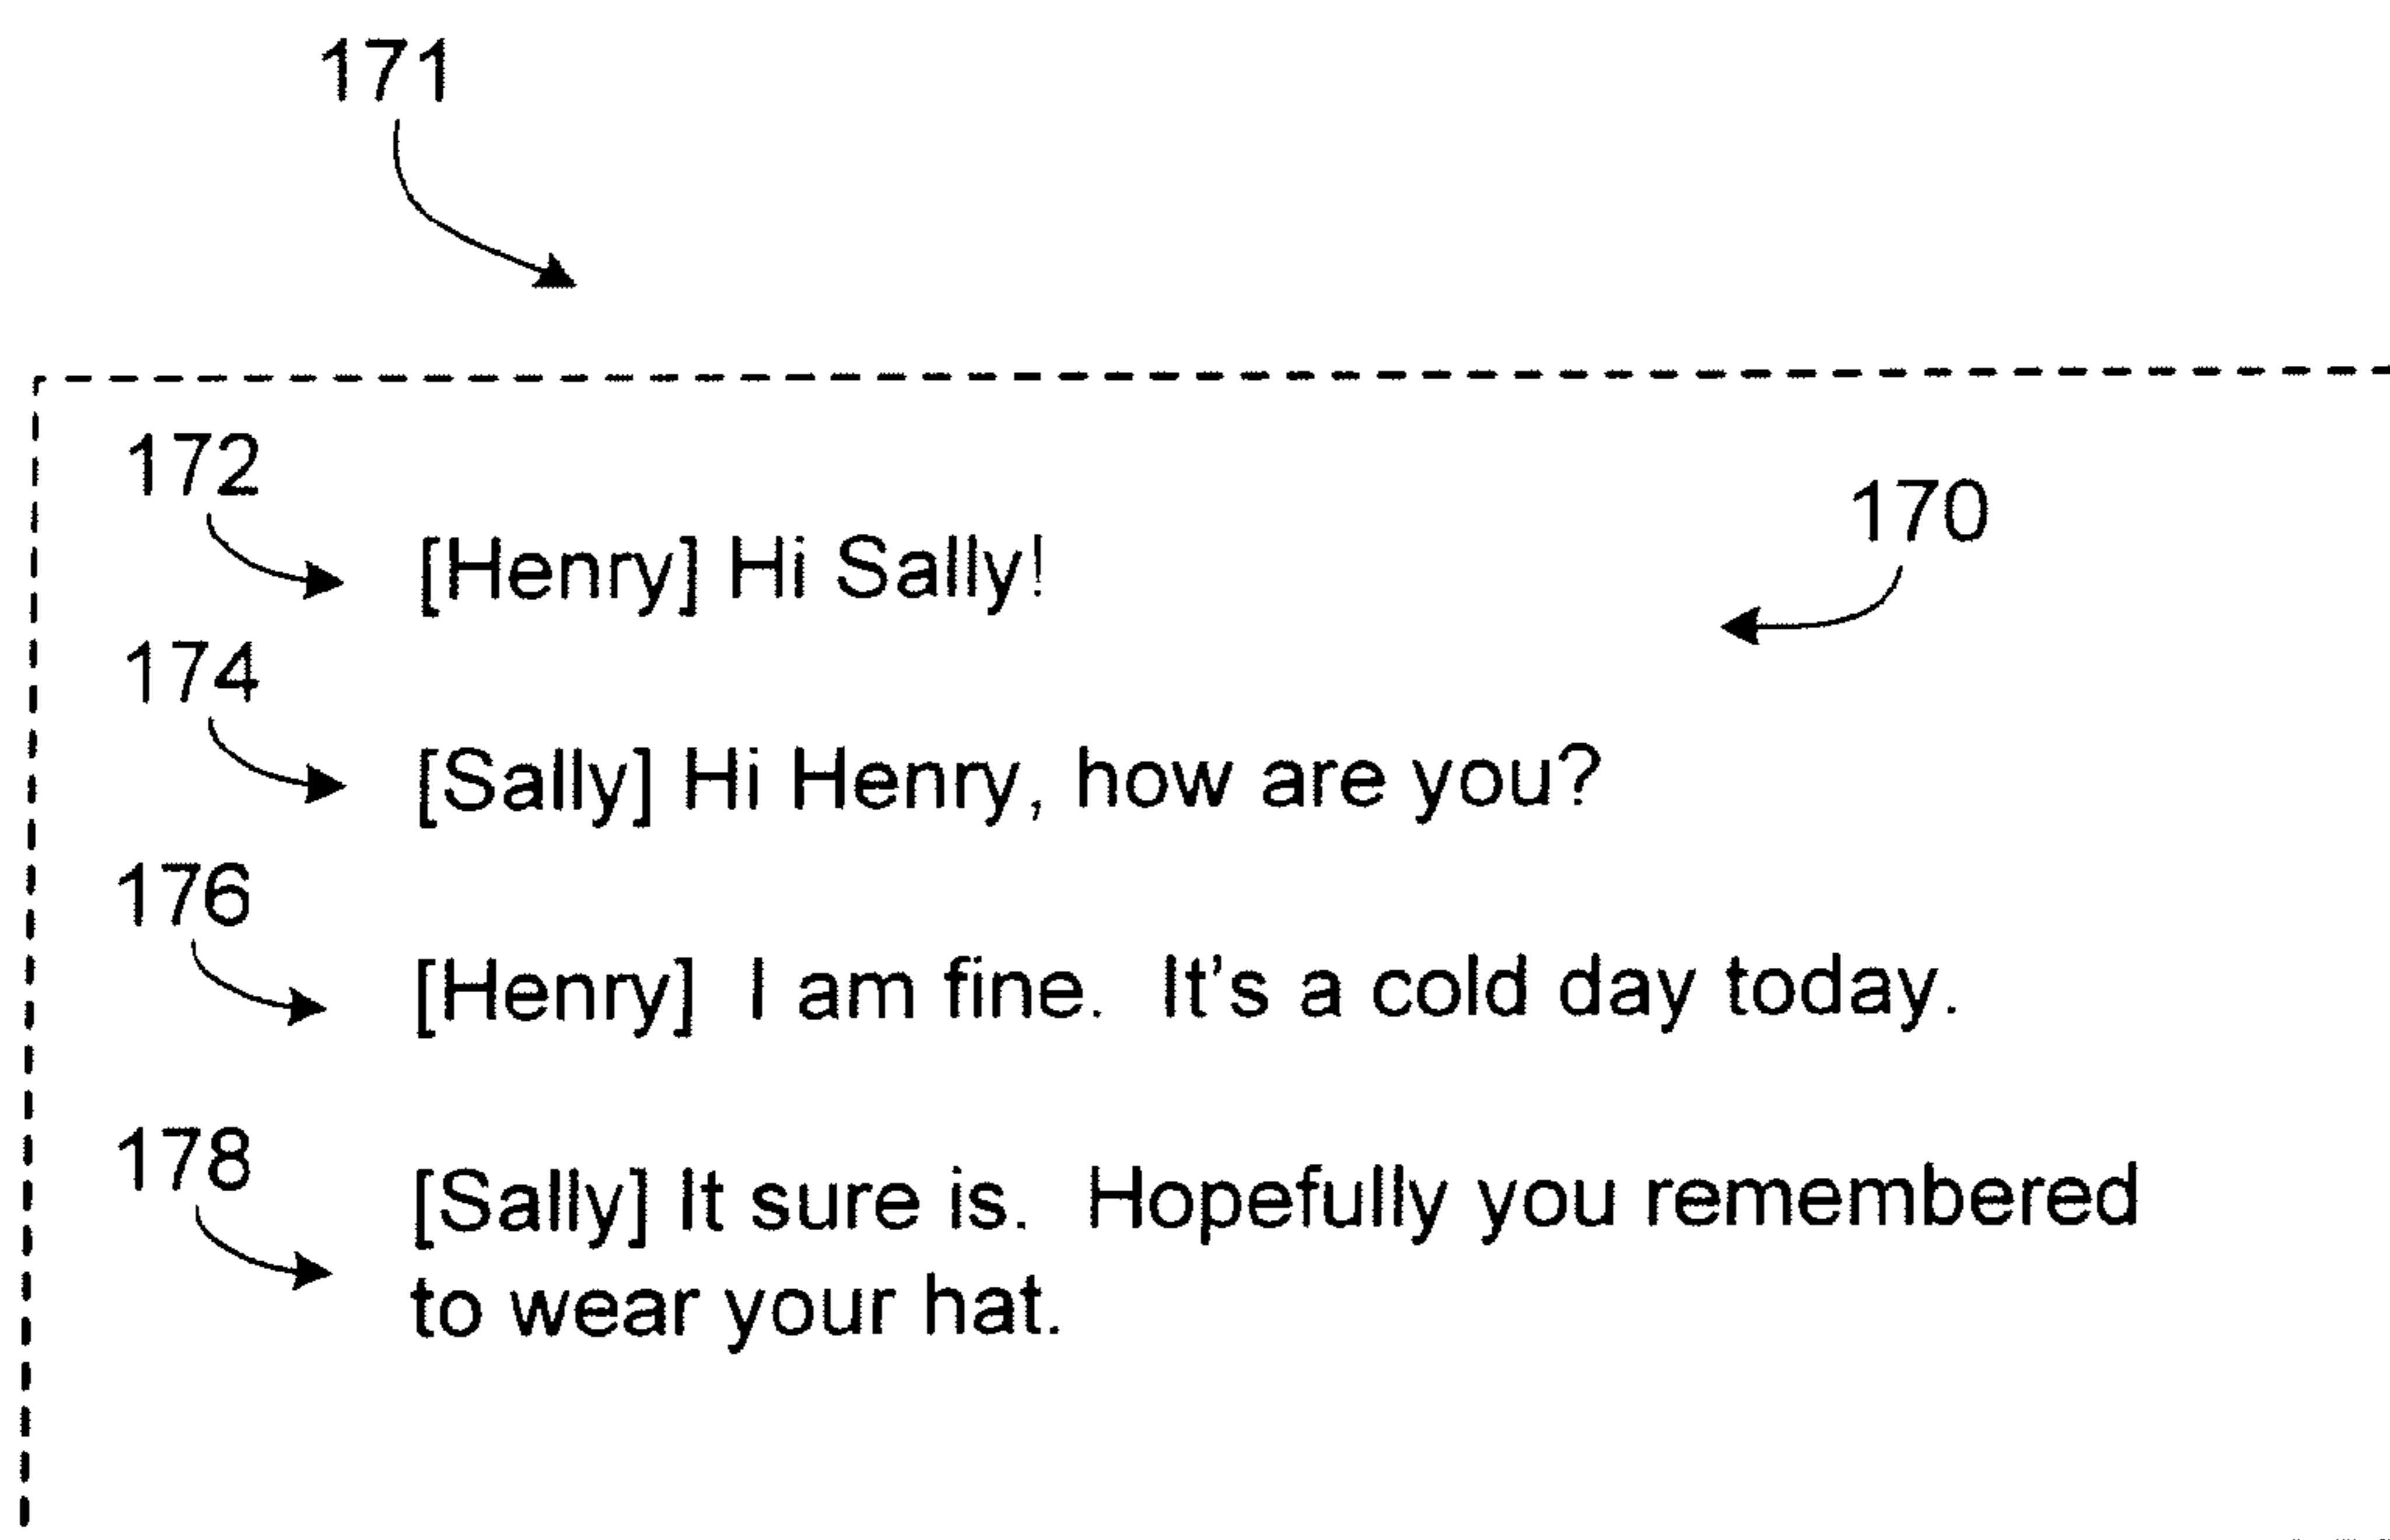 171
172
170
[Henry] Hi Sally!
174
[Sally] Hi Henry, how are you?
176
[Henry] I am fine. It's a cold day today.
178
[Sally] It sure is. Hopefully you remembered
to wear your hat.